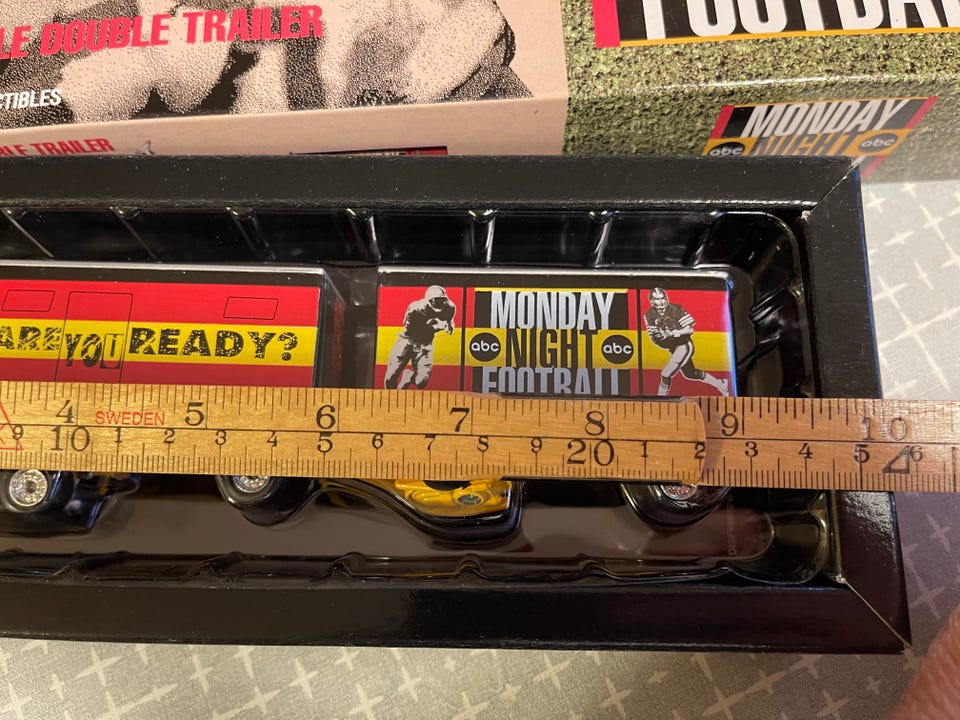 LE DOUBLE TRAILER
FOOTBAL
CTIBLES
BLE TRAILER
MONDAY
abc NIGHT abc
ARE YOU READY?
MONDAY
abc NIGHT abc
FOOTBALL
4 SWEDEN 5 6 7 8 9 10
9 10 1 2 3 4 5 6 7 8 9 20 1 2 3 4 5 6